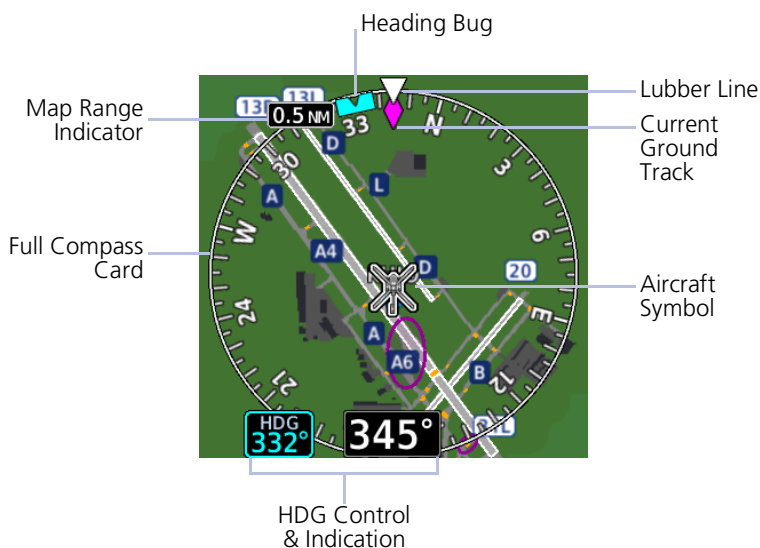 Heading Bug
Lubber Line
Map Range
Indicator
Current
Ground
Track
Full Compass
Card
Aircraft
Symbol
13L
0.5 NM
33
N
D
30
3
L
A
W
6
A4
D
20
24
E
A
A6
B
12
21
HDG
332°
345°
HDG Control
& Indication